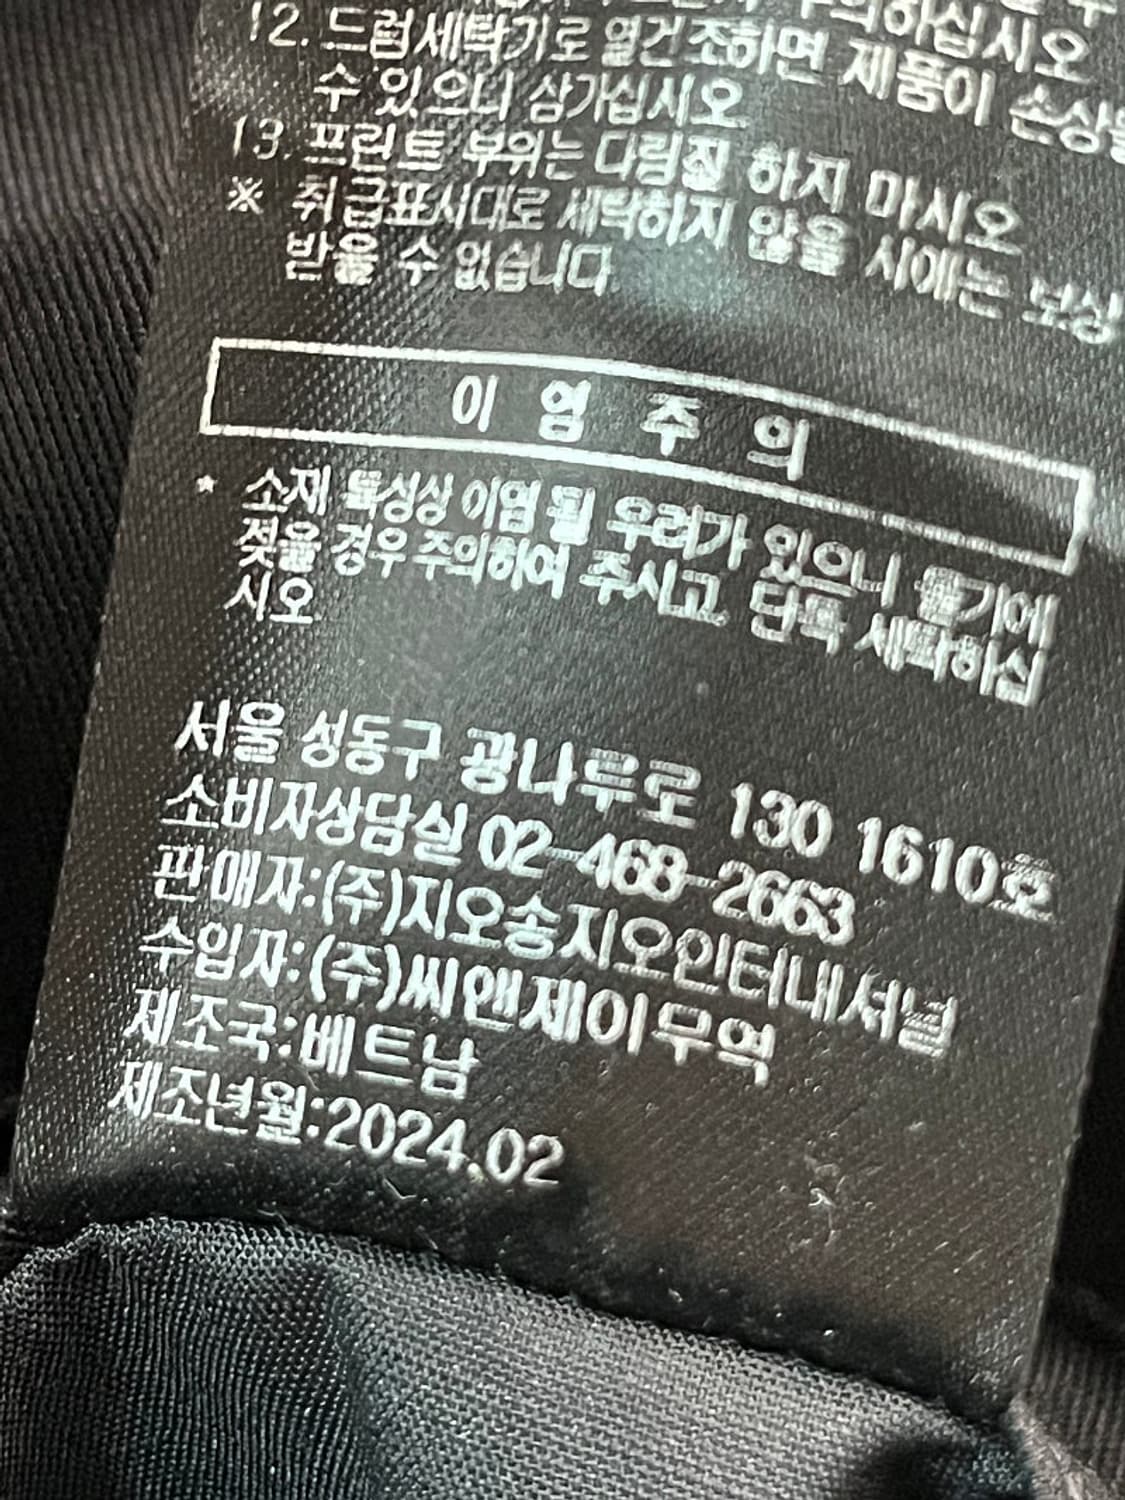 주의하십시오
12. 드럼세탁기로 열건조하면 제품이 손상될
수 있으니 삼가십시오
13. 프린트 부위는 다림질 하지 마시오
※ 취급표시대로 세탁하지 않을 시에는 보상
받을 수 없습니다
이 염 주 의
* 소재 특성상 이염 될 우려가 있으니 물기에
젖을 경우 주의하여 주시고, 단독 세탁하십
시오
서울 성동구 광나루로 130 1610호
소비자상담실 02-468-2663
판매자:(주)지오송지오인터내셔널
수입자:(주)씨앤제이무역
제조국:베트남
제조년월:2024.02